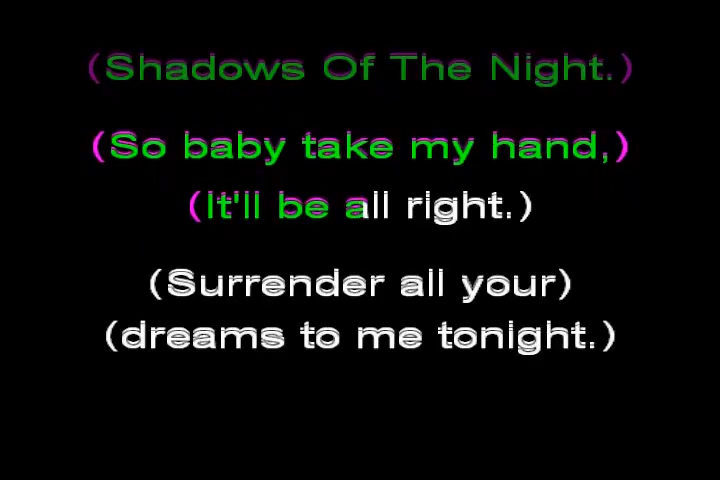 (Shadows Of The Night.)
(So baby take my hand,)
(It'll be all right.)
(Surrender all your)
(dreams to me tonight.)